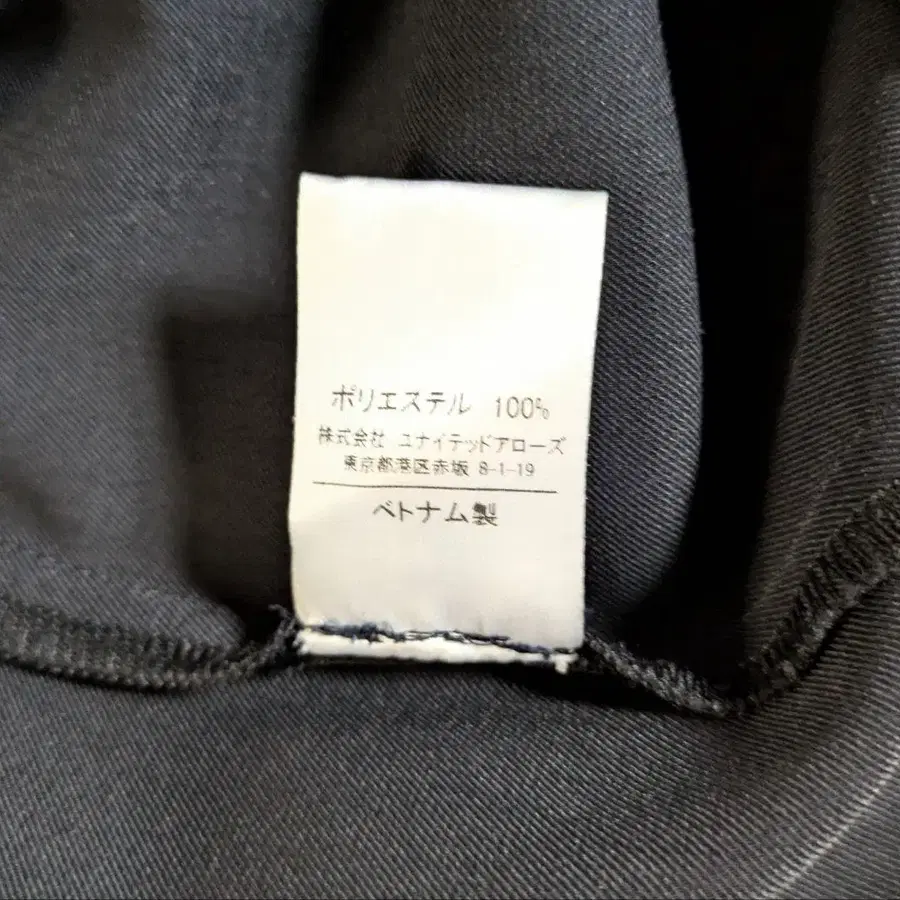 ポリエステル 100%
株式会社 ユナイテッドアローズ
東京都港区赤坂 8-1-19
ベトナム製